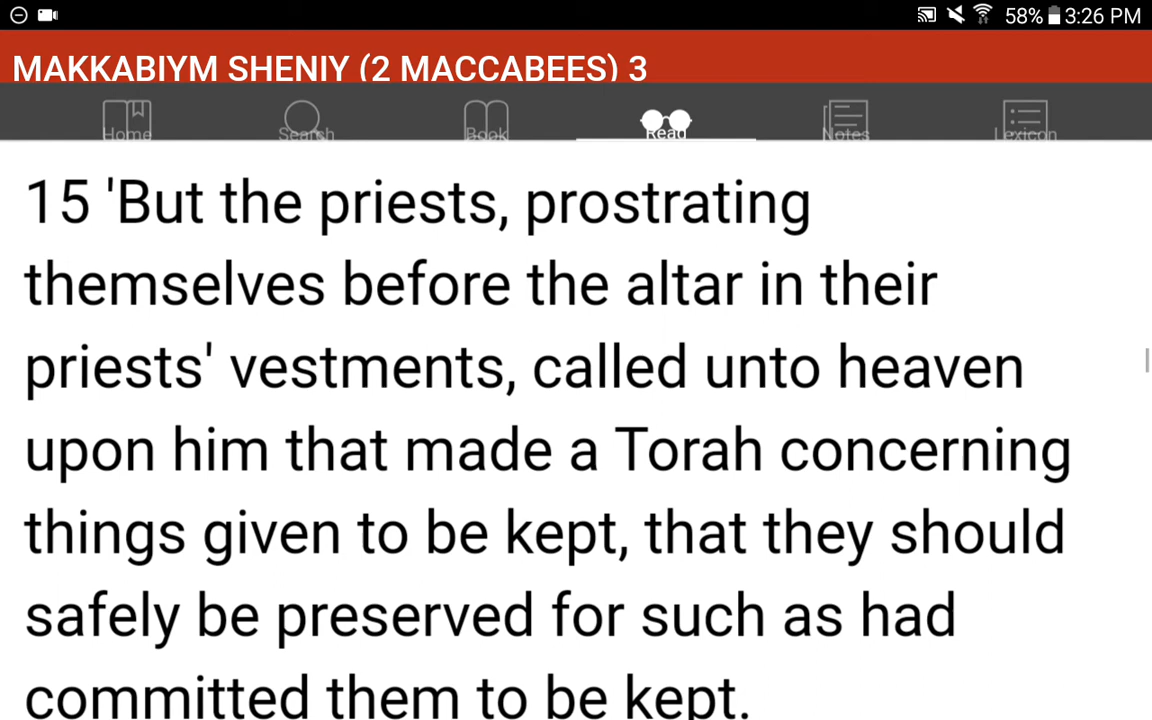 58% 3:26 PM
MAKKABIYM SHENIY (2 MACCABEES) 3
Home Search Book Read Notes Lexicon
15 'But the priests, prostrating
themselves before the altar in their
priests' vestments, called unto heaven
upon him that made a Torah concerning
things given to be kept, that they should
safely be preserved for such as had
committed them to be kept.